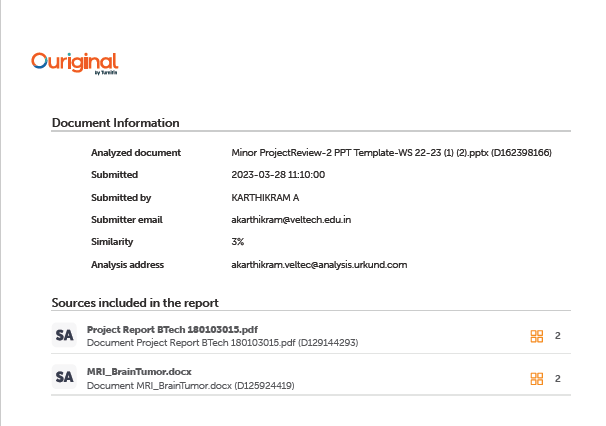 Ouriginal
by Turnitin
Document Information
Analyzed document Minor ProjectReview-2 PPT Template-WS 22-23 (1) (2).pptx (D162398166)
Submitted 2023-03-28 11:10:00
Submitted by KARTHIKRAM A
Submitter email akarthikram@veltech.edu.in
Similarity 3%
Analysis address akarthikram.veltec@analysis.urkund.com
Sources included in the report
SA Project Report BTech 180103015.pdf
Document Project Report BTech 180103015.pdf (D129144293) 2
SA MRI_BrainTumor.docx
Document MRI_BrainTumor.docx (D125924419) 2